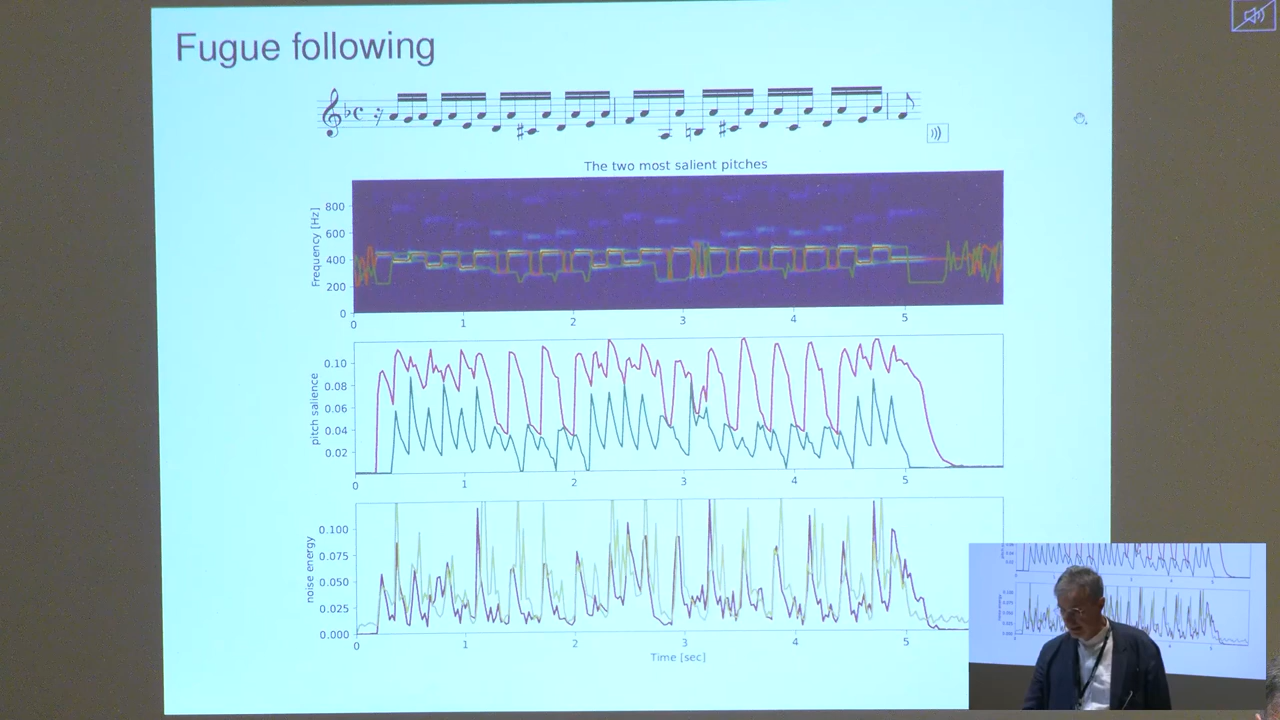 Fugue following
The two most salient pitches
Frequency [Hz]
800
600
400
200
0
0 1 2 3 4 5
pitch salience
0.10
0.08
0.06
0.04
0.02
0 1 2 3 4 5
noise energy
0.100
0.075
0.050
0.025
0.000
0 1 2 3 4 5
Time [sec]